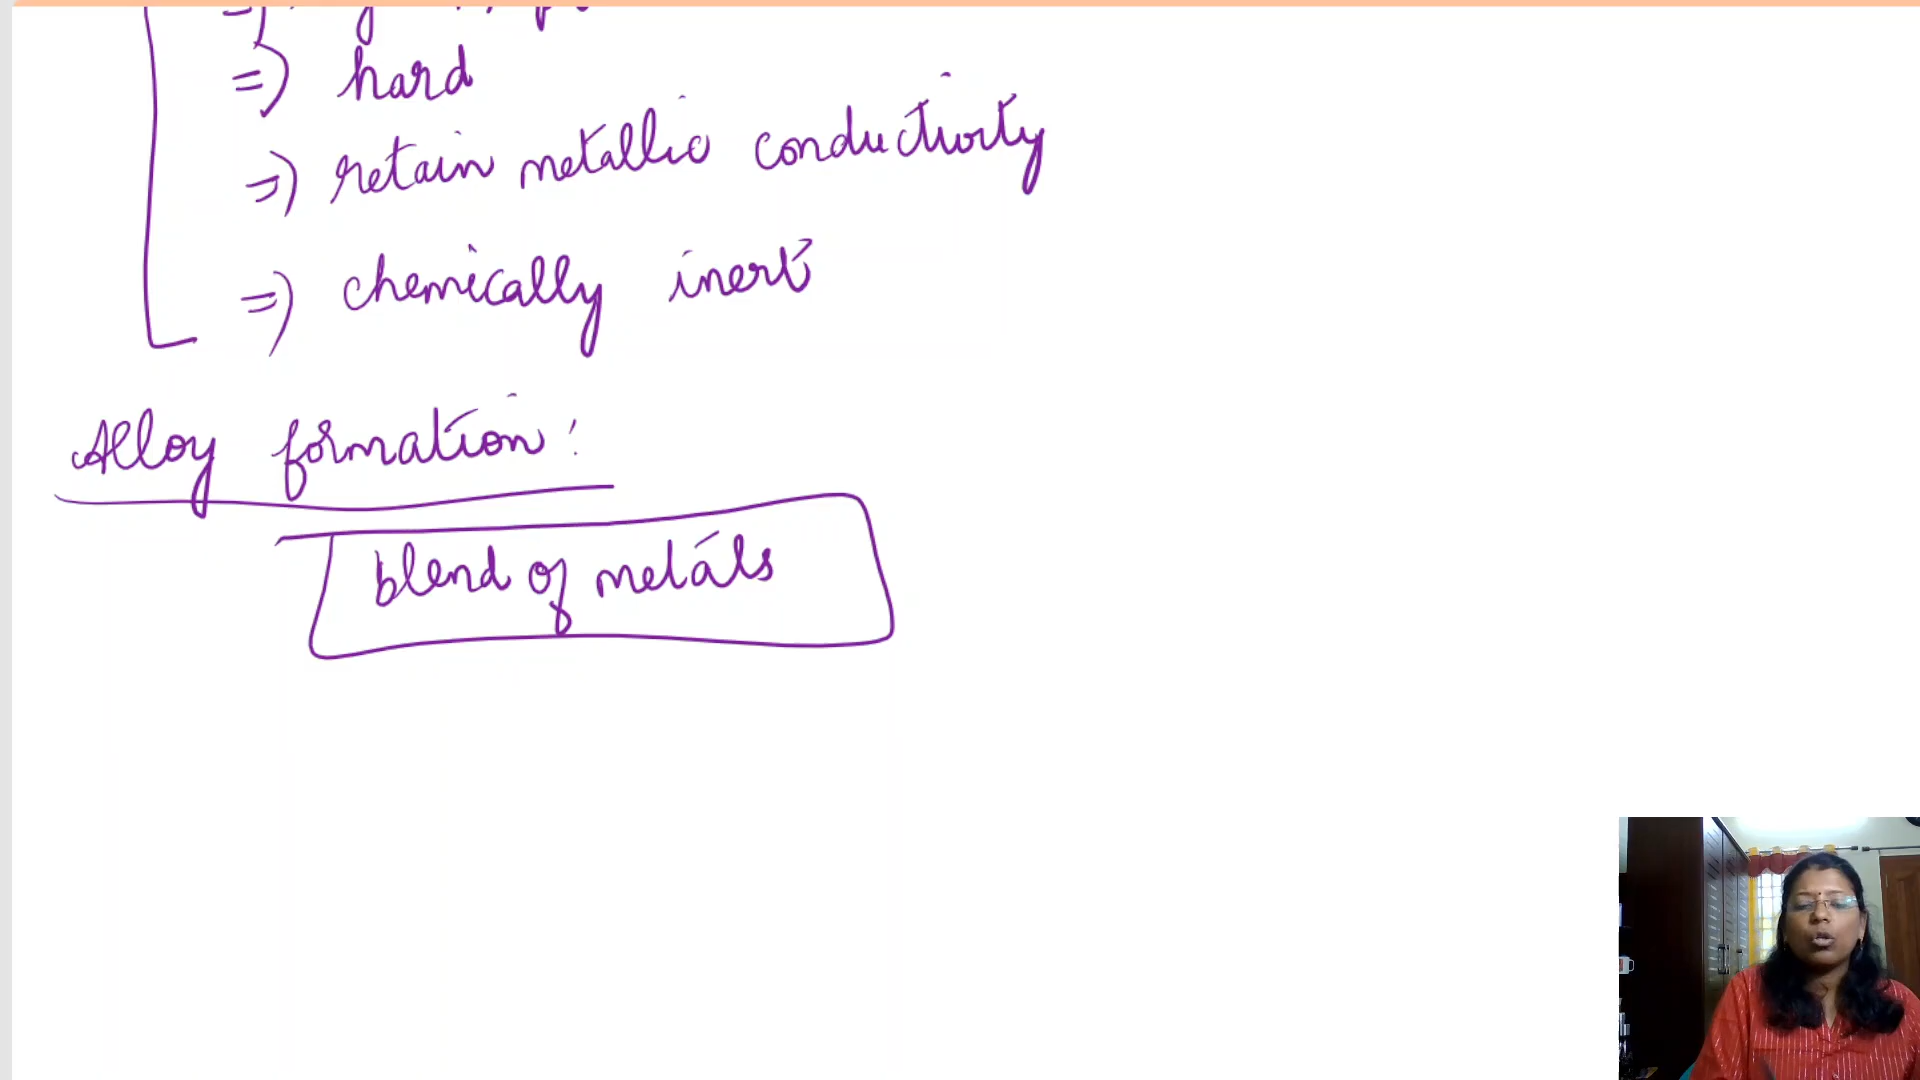 =) hard
=) retain metallic conductivity
=) chemically inert
Alloy formation:
blend of metals